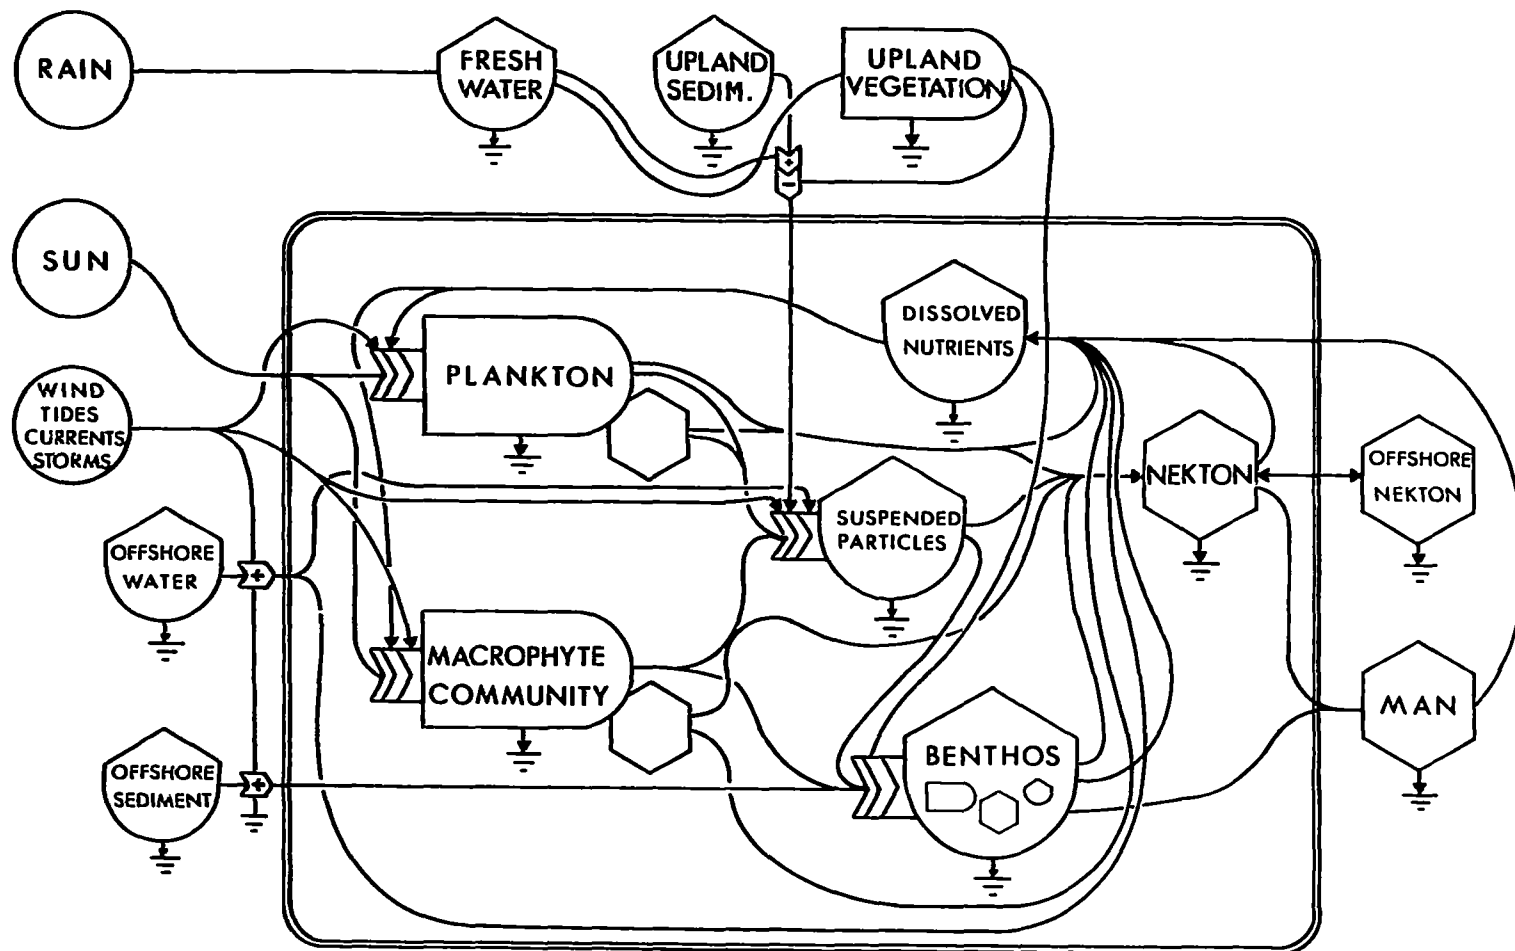 RAIN
FRESH
WATER
UPLAND
SEDIM.
UPLAND
VEGETATION
+
-
SUN
DISSOLVED
NUTRIENTS
PLANKTON
WIND
TIDES
CURRENTS
STORMS
NEKTON
OFFSHORE
NEKTON
SUSPENDED
PARTICLES
OFFSHORE
WATER
+
MACROPHYTE
COMMUNITY
MAN
BENTHOS
OFFSHORE
SEDIMENT
+